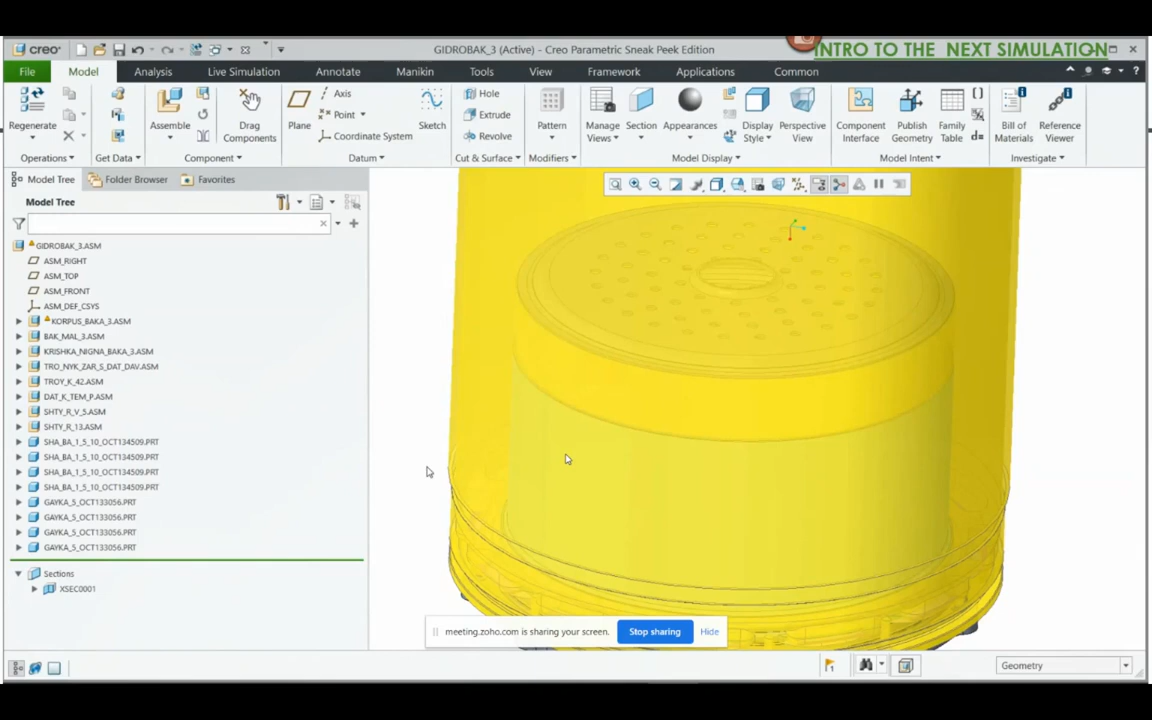 creo
GIDROBAK_3 (Active) - Creo Parametric Sneak Peek Edition
INTRO TO THE NEXT SIMULATION
File Model Analysis Live Simulation Annotate Manikin Tools View Framework Applications Common
Regenerate
Operations
Get Data
Assemble
Drag
Components
Component
Plane
Axis
Point
Coordinate System
Sketch
Datum
Hole
Extrude
Revolve
Cut & Surface
Pattern
Modifiers
Manage
Views
Section
Appearances
Display
Style
Perspective
View
Model Display
Component
Interface
Publish
Geometry
Family
Table
d=
Model Intent
Bill of
Materials
Reference
Viewer
Investigate
Model Tree Folder Browser Favorites
Model Tree
GIDROBAK_3.ASM
ASM_RIGHT
ASM_TOP
ASM_FRONT
ASM_DEF_CSYS
KORPUS_BAKA_3.ASM
BAK_MAL_3.ASM
KRISHKA_NIGNA_BAKA_3.ASM
TRO_NYK_ZAR_S_DAT_DAV.ASM
TROY_K_42.ASM
DAT_K_TEM_P.ASM
SHTY_R_V_5.ASM
SHTY_R_13.ASM
SHA_BA_1_5_10_OCT134509.PRT
SHA_BA_1_5_10_OCT134509.PRT
SHA_BA_1_5_10_OCT134509.PRT
SHA_BA_1_5_10_OCT134509.PRT
GAYKA_5_OCT133056.PRT
GAYKA_5_OCT133056.PRT
GAYKA_5_OCT133056.PRT
GAYKA_5_OCT133056.PRT
Sections
XSEC0001
meeting.zoho.com is sharing your screen. Stop sharing Hide
1
Geometry